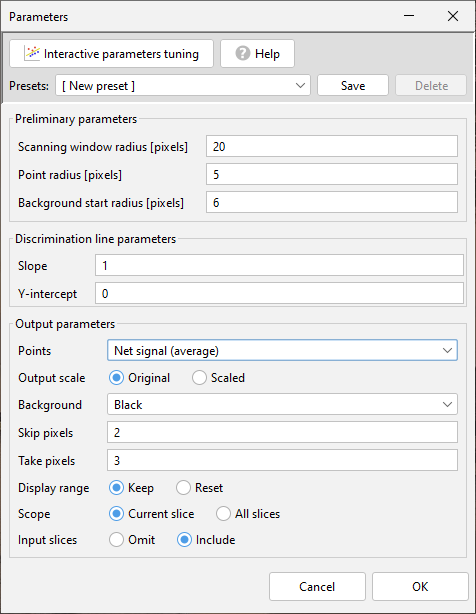 Parameters
Interactive parameters tuning
Help
Presets: [ New preset ] Save Delete
Preliminary parameters
Scanning window radius [pixels] 20
Point radius [pixels] 5
Background start radius [pixels] 6
Discrimination line parameters
Slope 1
Y-intercept 0
Output parameters
Points Net signal (average)
Output scale Original Scaled
Background Black
Skip pixels 2
Take pixels 3
Display range Keep Reset
Scope Current slice All slices
Input slices Omit Include
Cancel OK